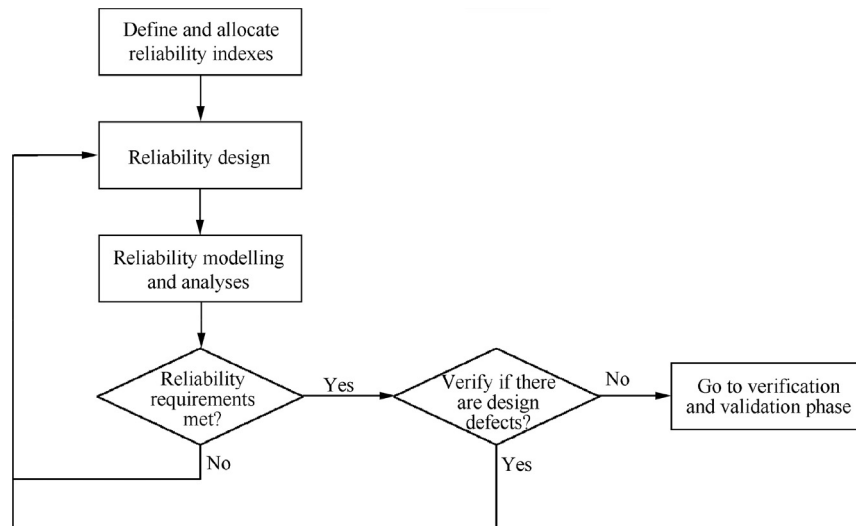 Define and allocate
reliability indexes
Reliability design
Reliability modelling
and analyses
Reliability
requirements
met?
Yes
No
Verify if there
are design
defects?
No
Yes
Go to verification
and validation phase